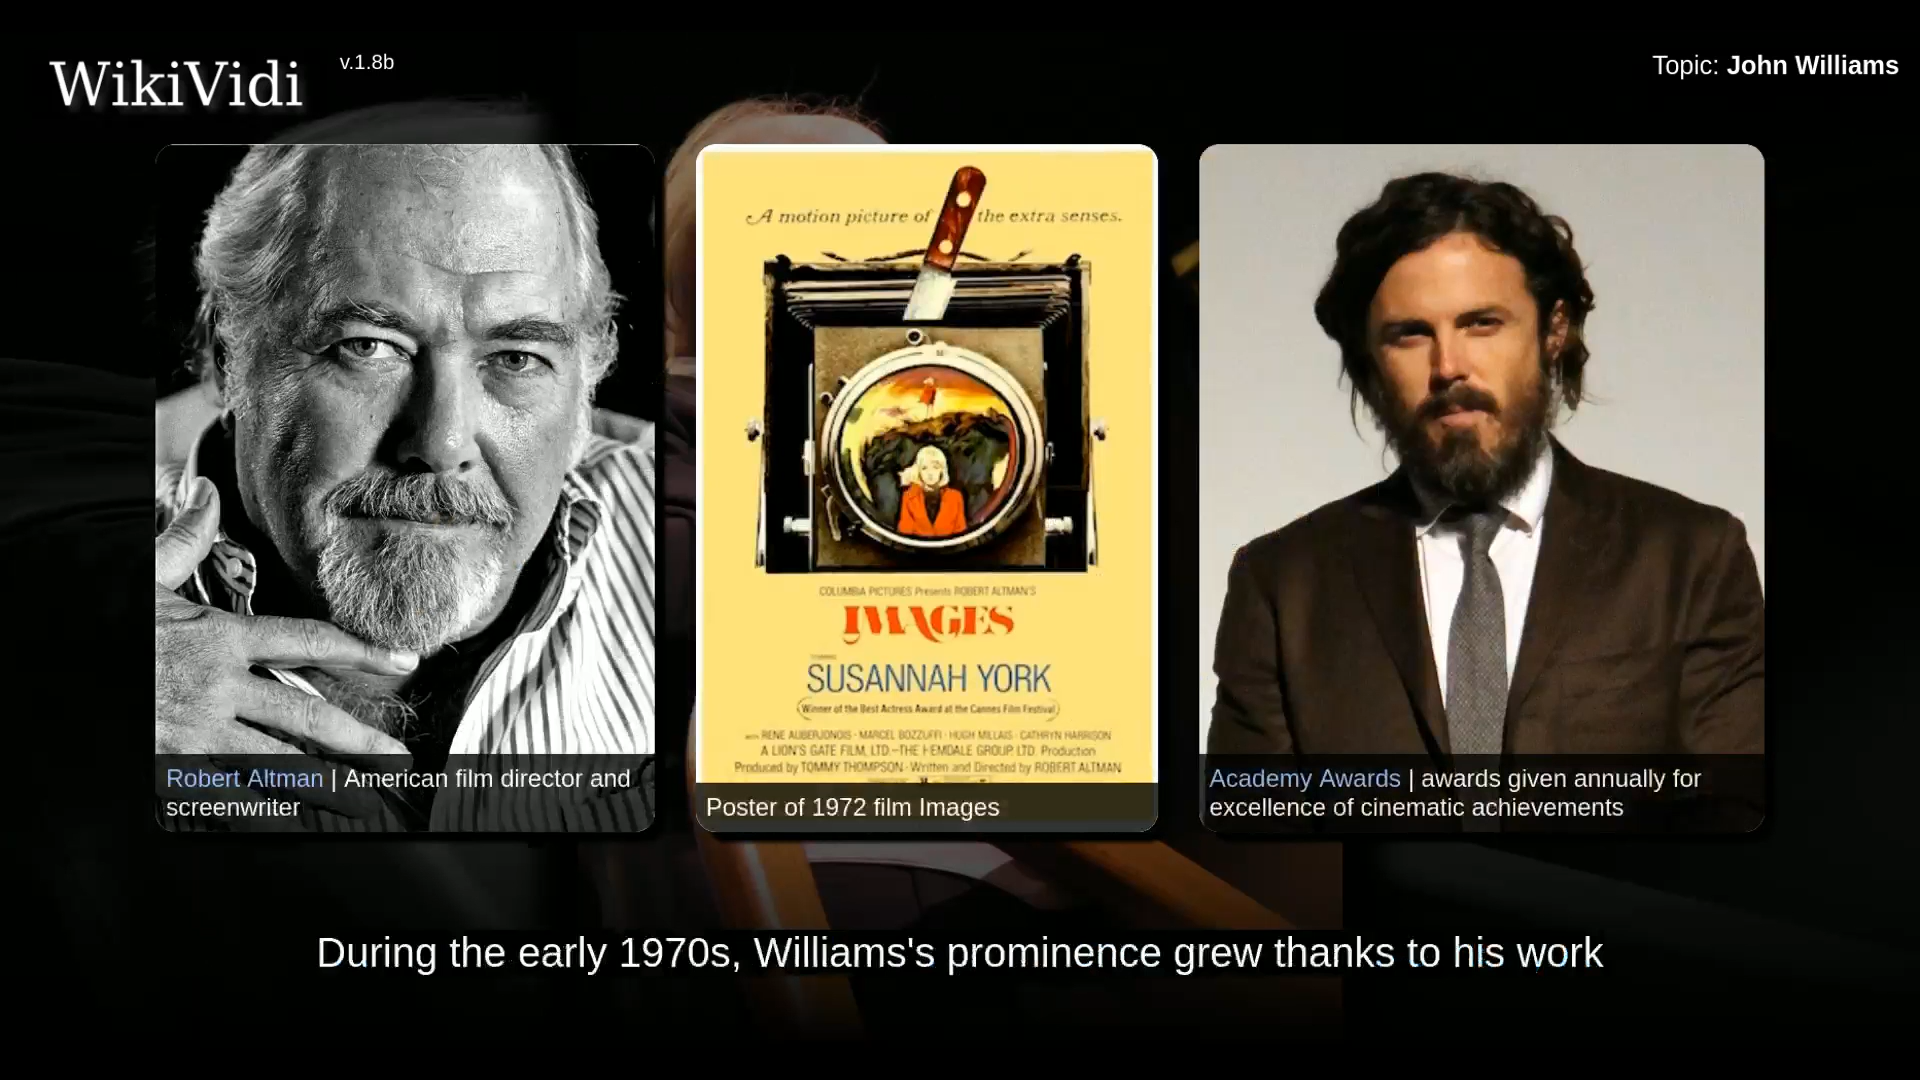 WikiVidi
v.1.8b
Topic: John Williams
A motion picture of the extra senses.
COLUMBIA PICTURES Presents ROBERT ALTMAN'S
IMAGES
SUSANNAH YORK
Winner of the Best Actress Award at the Cannes Film Festival
with RENE AUBERJONOIS · MARCEL BOZZUFFI · HUGH MILLAIS · CATHRYN HARRISON
A LION'S GATE FILM, LTD.–THE HEMDALE GROUP, LTD. Production
Produced by TOMMY THOMPSON · Written and Directed by ROBERT ALTMAN
Robert Altman | American film director and
screenwriter
Poster of 1972 film Images
Academy Awards | awards given annually for
excellence of cinematic achievements
During the early 1970s, Williams's prominence grew thanks to his work